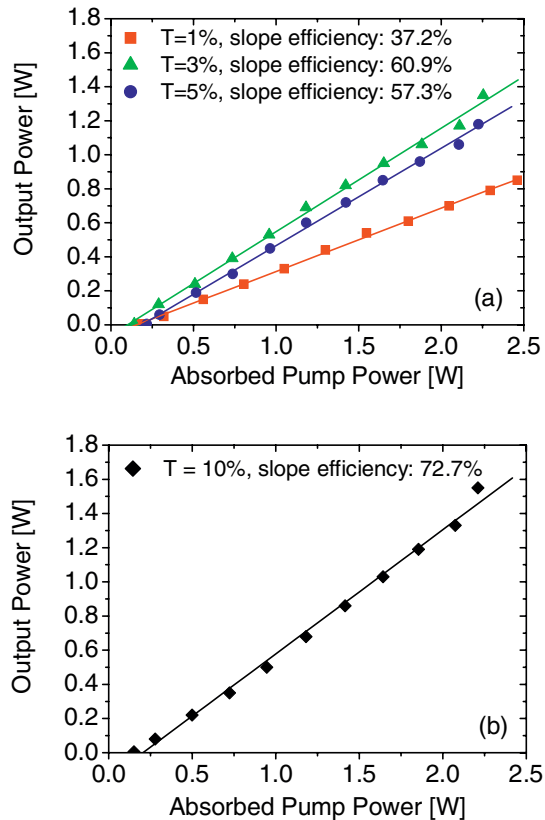 1.8
1.6
1.4
1.2
1.0
0.8
0.6
0.4
0.2
0.0
Output Power [W]
T=1%, slope efficiency: 37.2%
T=3%, slope efficiency: 60.9%
T=5%, slope efficiency: 57.3%
(a)
0.0 0.5 1.0 1.5 2.0 2.5
Absorbed Pump Power [W]
1.8
1.6
1.4
1.2
1.0
0.8
0.6
0.4
0.2
0.0
Output Power [W]
T = 10%, slope efficiency: 72.7%
(b)
0.0 0.5 1.0 1.5 2.0 2.5
Absorbed Pump Power [W]